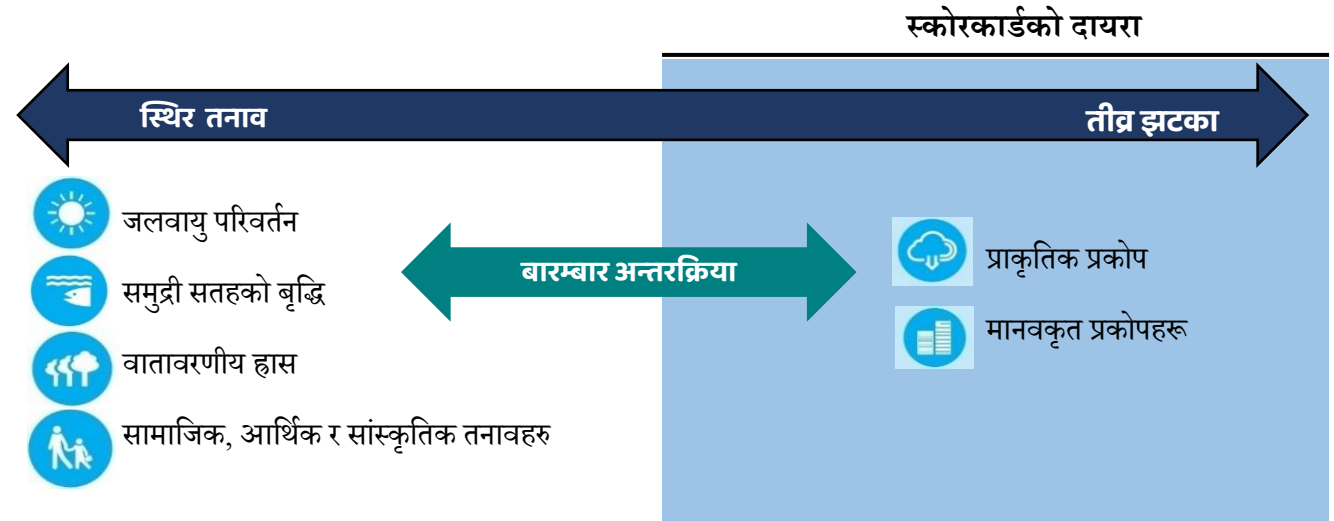 स्कोरकार्डको दायरा
स्थिर तनाव
तीव्र झटका
जलवायु परिवर्तन
समुद्री सतहको बृद्धि
वातावरणीय ह्रास
सामाजिक, आर्थिक र सांस्कृतिक तनावहरु
बारम्बार अन्तरक्रिया
प्राकृतिक प्रकोप
मानवकृत प्रकोपहरू